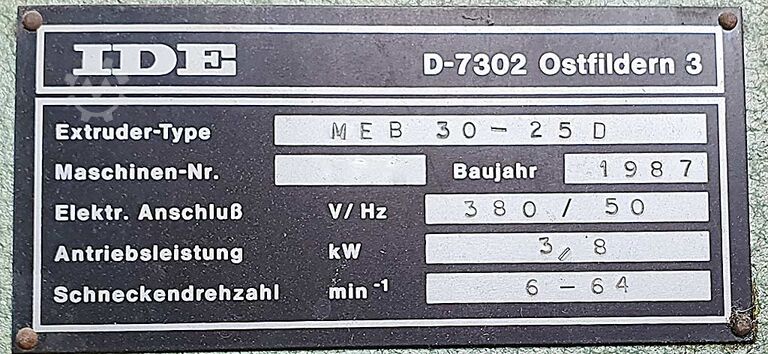 IDE D-7302 Ostfildern 3
Extruder-Type MEB 30-25D
Maschinen-Nr. Baujahr 1987
Elektr. Anschluß V/Hz 380/50
Antriebsleistung kW 3,8
Schneckendrehzahl min-1 6-64